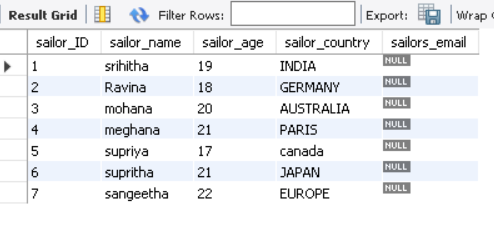 Result Grid Filter Rows: Export: Wrap C
sailor_ID sailor_name sailor_age sailor_country sailors_email
1 srihitha 19 INDIA NULL
2 Ravina 18 GERMANY NULL
3 mohana 20 AUSTRALIA NULL
4 meghana 21 PARIS NULL
5 supriya 17 canada NULL
6 supritha 21 JAPAN NULL
7 sangeetha 22 EUROPE NULL